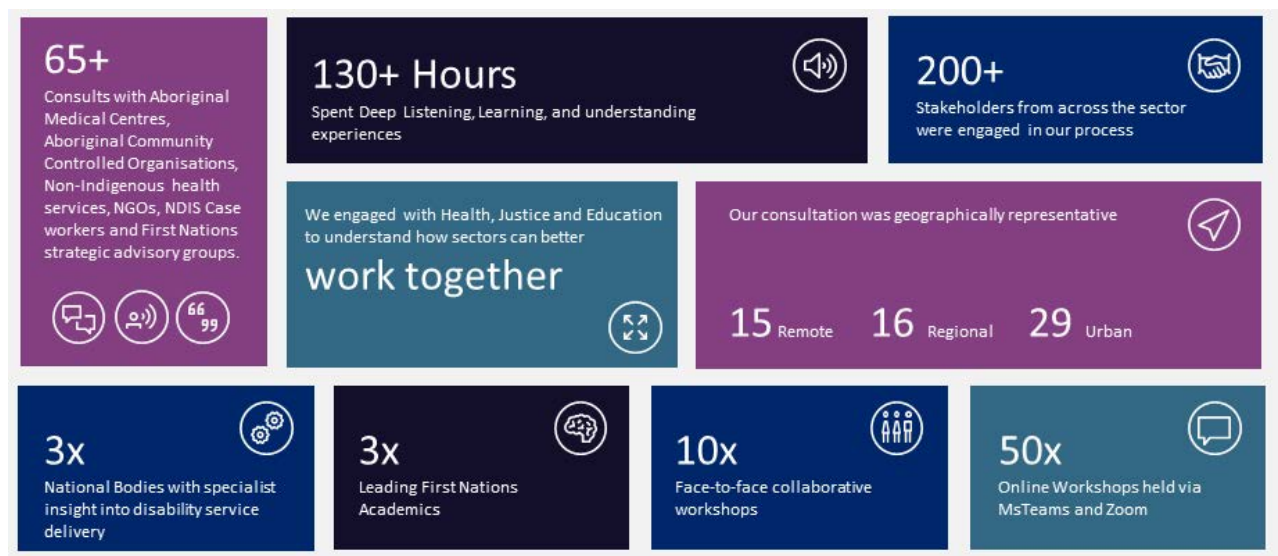 65+
Consults with Aboriginal
Medical Centres,
Aboriginal Community
Controlled Organisations,
Non-Indigenous health
services, NGOs, NDIS Case
workers and First Nations
strategic advisory groups.
66
99
130+ Hours
Spent Deep Listening, Learning, and understanding
experiences
200+
Stakeholders from across the sector
were engaged in our process
We engaged with Health, Justice and Education
to understand how sectors can better
work together
Our consultation was geographically representative
15 Remote 16 Regional 29 Urban
3x
National Bodies with specialist
insight into disability service
delivery
3x
Leading First Nations
Academics
10x
Face-to-face collaborative
workshops
50x
Online Workshops held via
MsTeams and Zoom